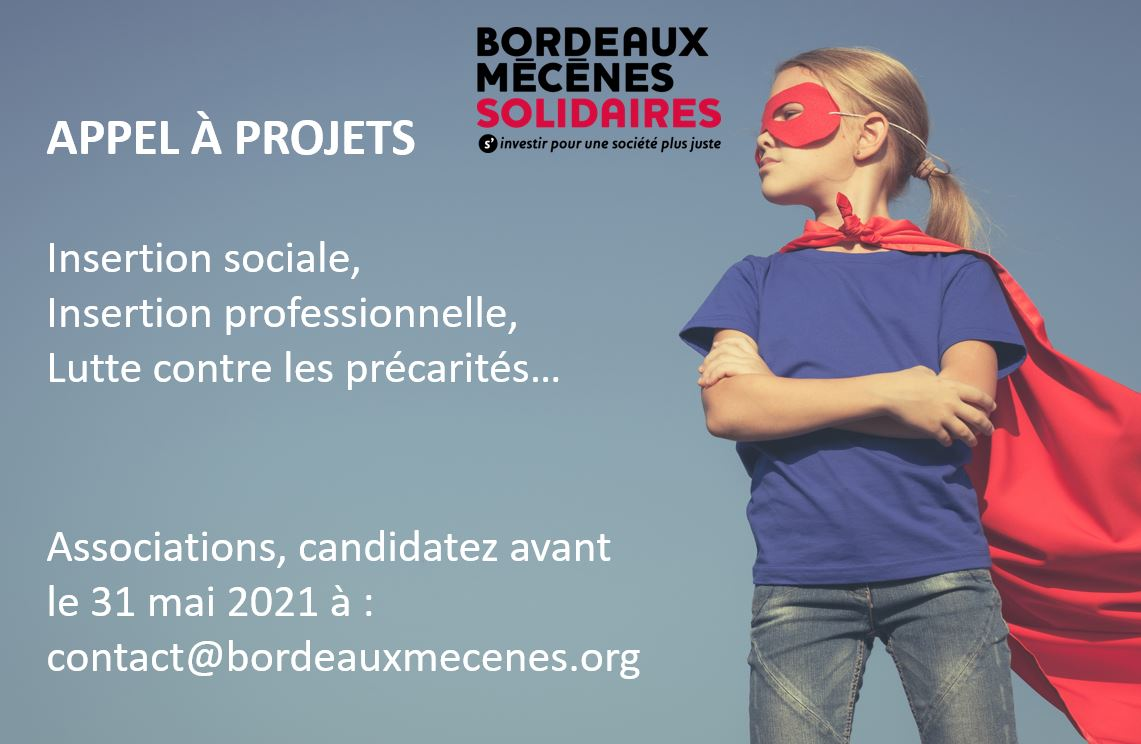 BORDEAUX
MÉCÈNES
SOLIDAIRES
s' investir pour une société plus juste
APPEL À PROJETS
Insertion sociale,
Insertion professionnelle,
Lutte contre les précarités...
Associations, candidatez avant
le 31 mai 2021 à :
contact@bordeauxmecenes.org